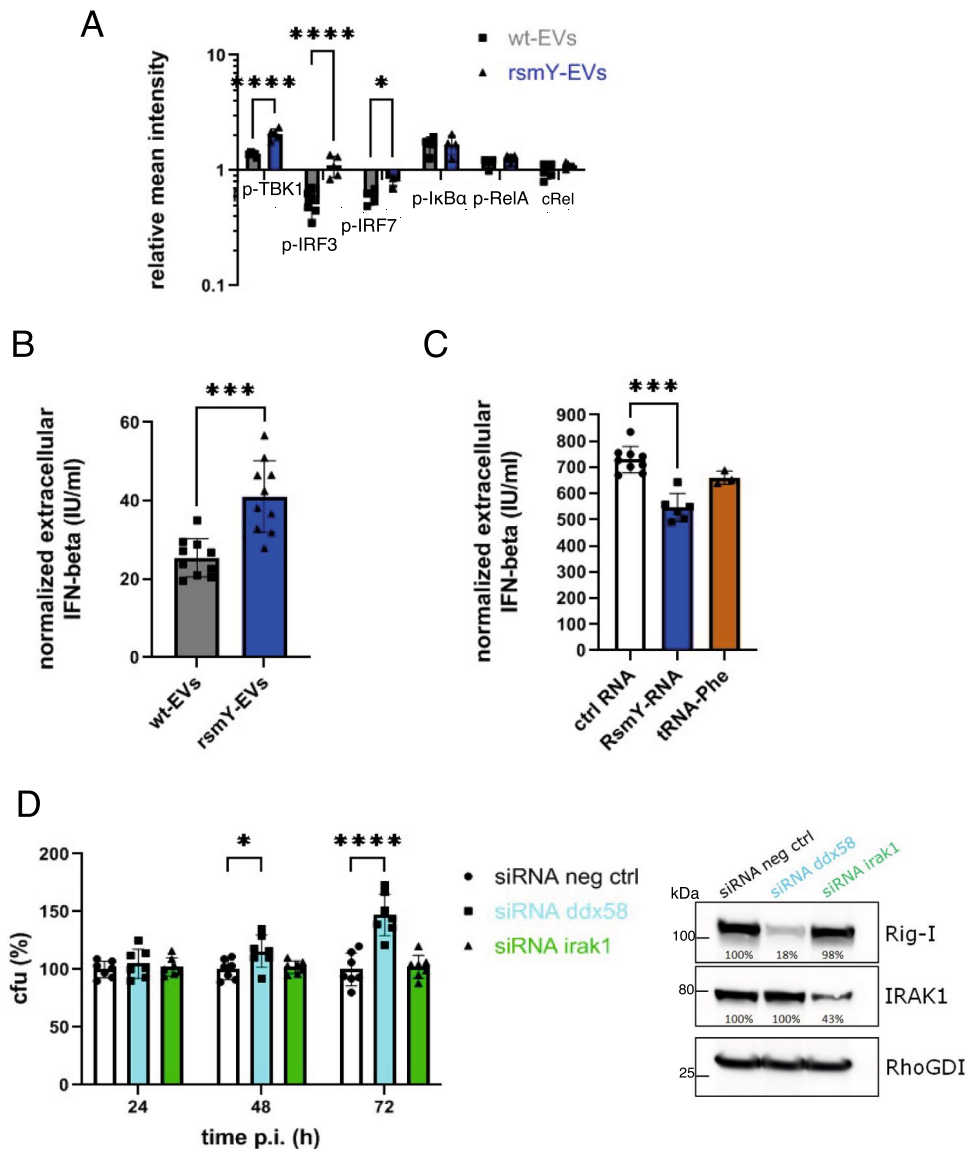 A
****
wt-EVs
rsmY-EVs
10
****
*
relative mean intensity
1
p-TBK1
p-IκBα
p-RelA
cRel
p-IRF7
p-IRF3
0.1
B
***
60
40
20
0
normalized extracellular
IFN-beta (IU/ml)
wt-EVs
rsmY-EVs
C
***
900
800
700
600
500
400
300
200
100
0
normalized extracellular
IFN-beta (IU/ml)
ctrl RNA
RsmY-RNA
tRNA-Phe
D
*
****
200
150
100
50
0
cfu (%)
24
48
72
time p.i. (h)
siRNA neg ctrl
siRNA ddx58
siRNA irak1
siRNA neg ctrl
siRNA ddx58
siRNA irak1
kDa
100
Rig-I
100% 18% 98%
80
IRAK1
100% 100% 43%
25
RhoGDI